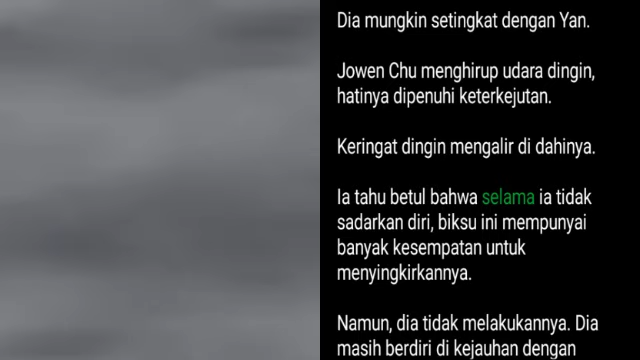 Dia mungkin setingkat dengan Yan.
Jowen Chu menghirup udara dingin,
hatinya dipenuhi keterkejutan.
Keringat dingin mengalir di dahinya.
Ia tahu betul bahwa selama ia tidak
sadarkan diri, biksu ini mempunyai
banyak kesempatan untuk
menyingkirkannya.
Namun, dia tidak melakukannya. Dia
masih berdiri di kejauhan dengan